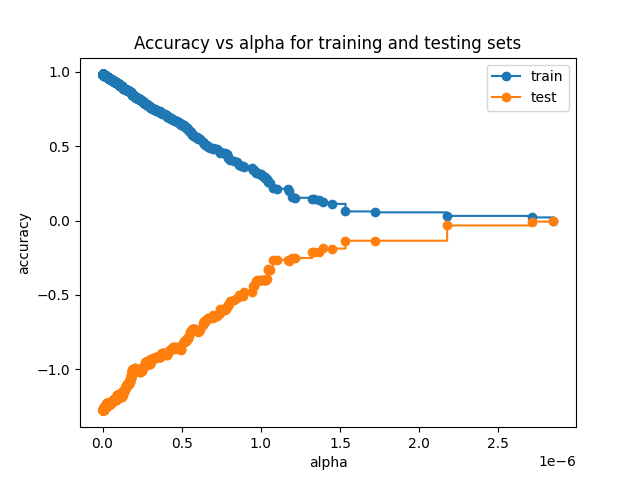 Accuracy vs alpha for training and testing sets
train
test
accuracy
1.0
0.5
0.0
−0.5
−1.0
0.0 0.5 1.0 1.5 2.0 2.5
1e−6
alpha